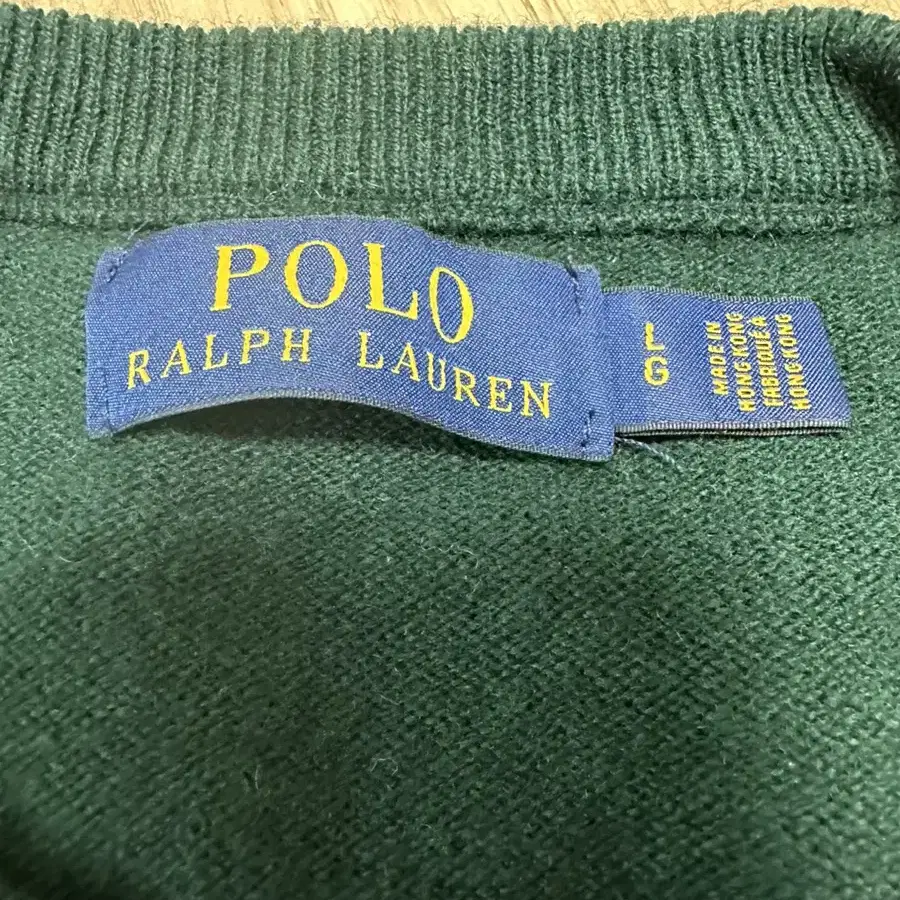 POLO
RALPH LAUREN
L
G
MADE IN
HONG KONG
FABRIQUÉ A
HONG KONG